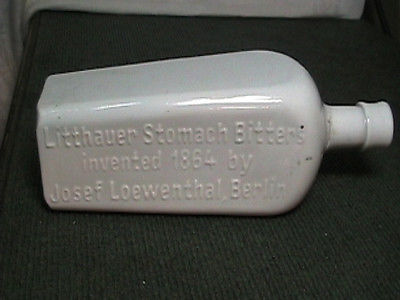 Litthauer Stomach Bitters
invented 1864 by
Josef Loewenthal, Berlin